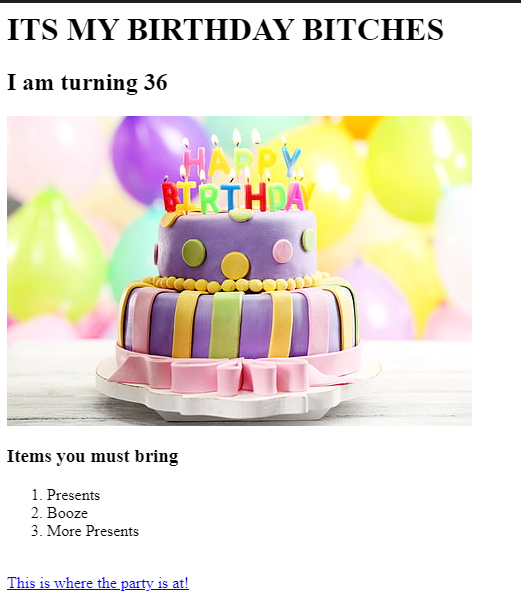 ITS MY BIRTHDAY BITCHES
I am turning 36
HAPPY
BIRTHDAY
Items you must bring
1. Presents
2. Booze
3. More Presents
This is where the party is at!